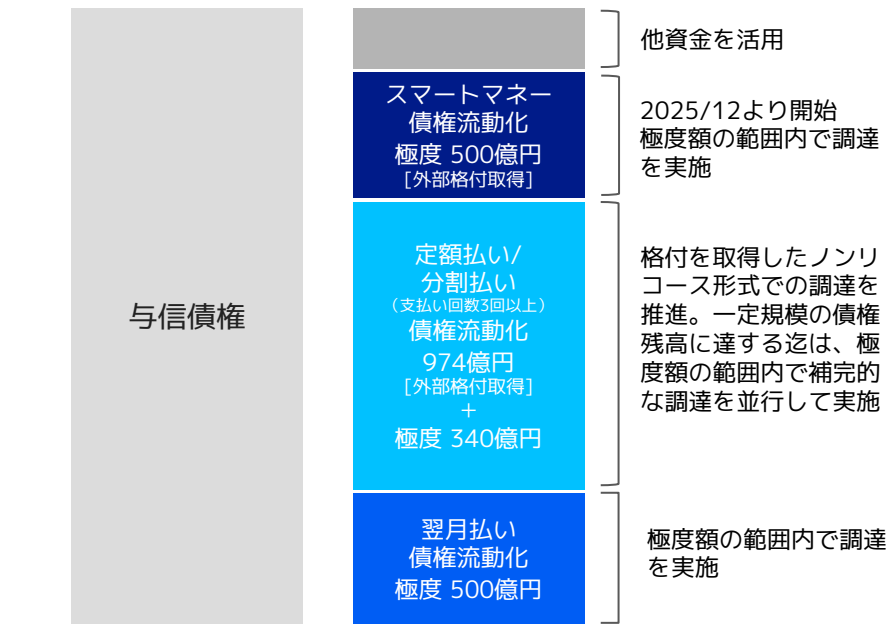 与信債権
他資金を活用
スマートマネー
債権流動化
極度 500億円
[外部格付取得]
2025/12より開始
極度額の範囲内で調達
を実施
定額払い/
分割払い
（支払い回数3回以上）
債権流動化
974億円
[外部格付取得]
＋
極度 340億円
格付を取得したノンリ
コース形式での調達を
推進。一定規模の債権
残高に達する迄は、極
度額の範囲内で補完的
な調達を並行して実施
翌月払い
債権流動化
極度 500億円
極度額の範囲内で調達
を実施